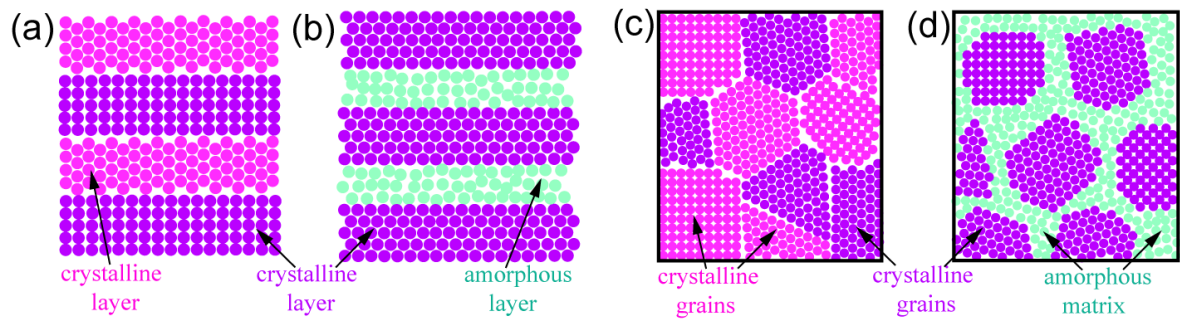 (a)
(b)
(c)
(d)
crystalline
layer
crystalline
layer
amorphous
layer
crystalline
grains
crystalline
grains
amorphous
matrix